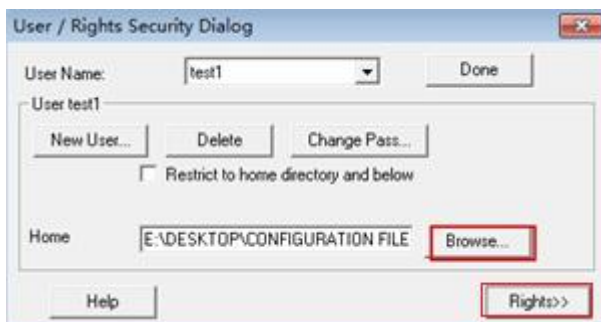 User / Rights Security Dialog
User Name: test1 Done
User test1
New User... Delete Change Pass...
Restrict to home directory and below
Home E:\DESKTOP\CONFIGURATION FILE Browse...
Help Rights>>